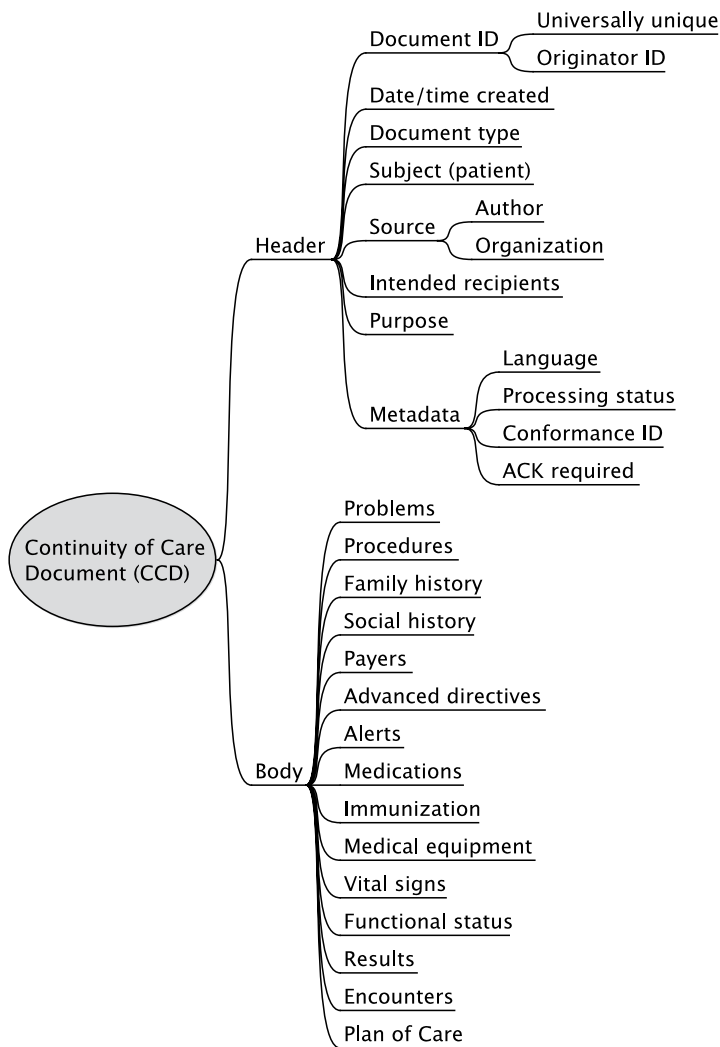 Continuity of Care
Document (CCD)
Header
Document ID
Universally unique
Originator ID
Date/time created
Document type
Subject (patient)
Source
Author
Organization
Intended recipients
Purpose
Metadata
Language
Processing status
Conformance ID
ACK required
Body
Problems
Procedures
Family history
Social history
Payers
Advanced directives
Alerts
Medications
Immunization
Medical equipment
Vital signs
Functional status
Results
Encounters
Plan of Care